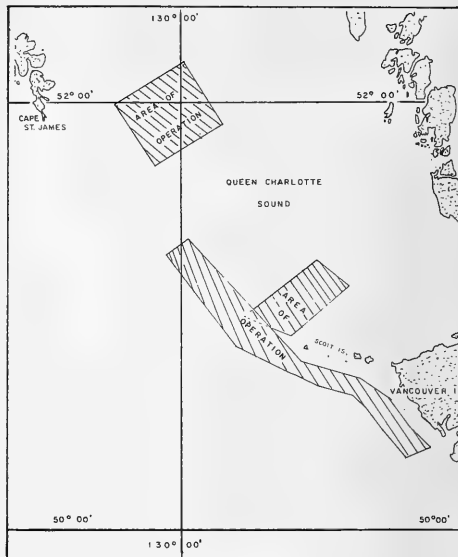 130° 00'
52° 00'
52° 00'
CAPE
ST. JAMES
AREA OF
OPERATION
QUEEN CHARLOTTE
SOUND
AREA
OF
OPERATION
SCOTT IS.
VANCOUVER I
50° 00'
50° 00'
130° 00'